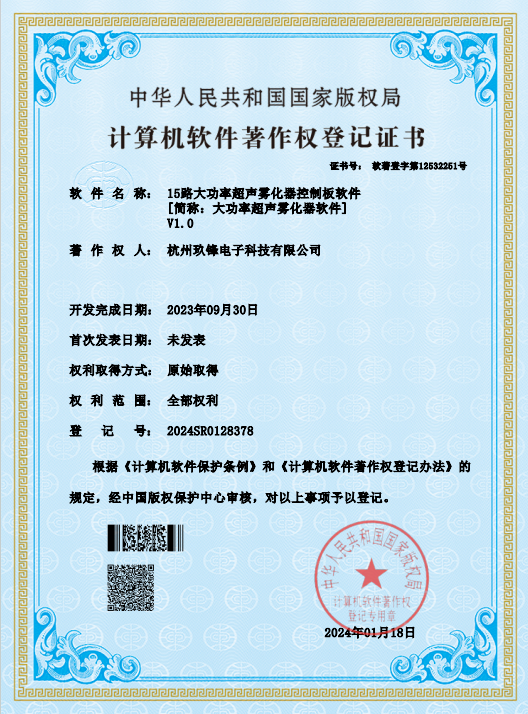 中华人民共和国国家版权局
计算机软件著作权登记证书
证书号： 软著登字第12532251号
软件名称： 15路大功率超声雾化器控制板软件
[简称：大功率超声雾化器软件]
V1.0
著作权人： 杭州玖锋电子科技有限公司
开发完成日期： 2023年09月30日
首次发表日期： 未发表
权利取得方式： 原始取得
权利范围： 全部权利
登记号： 2024SR0128378
根据《计算机软件保护条例》和《计算机软件著作权登记办法》的
规定，经中国版权保护中心审核，对以上事项予以登记。
中华人民共和国国家版权局
计算机软件著作权
登记专用章
2024年01月18日